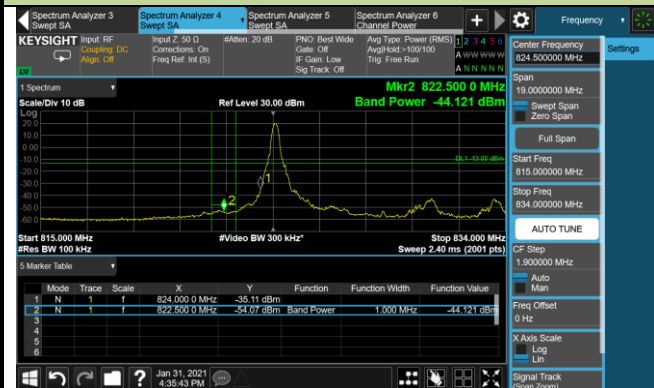 Spectrum Analyzer 3
Swept SA
Spectrum Analyzer 4
Swept SA
Spectrum Analyzer 5
Swept SA
Spectrum Analyzer 6
Channel Power
Frequency
KEYSIGHT
Input: RF
Coupling: DC
Align: Off
Input Z: 50 Ω
Corrections: On
Freq Ref: Int (S)
#Atten: 20 dB
PNO: Best Wide
Gate: Off
IF Gain: Low
Sig Track: Off
Avg Type: Power (RMS)
Avg|Hold:>100/100
Trig: Free Run
1 2 3 4 5 6
A W W W W W
A N N N N N
1 Spectrum
Scale/Div 10 dB
Ref Level 30.00 dBm
Mkr2 822.500 0 MHz
Band Power -44.121 dBm
Log
20.0
10.0
0.00
-10.0
-20.0
-30.0
-40.0
-50.0
-60.0
DL1 -13.00 dBm
1
2
Start 815.000 MHz
#Video BW 300 kHz*
Stop 834.000 MHz
#Res BW 100 kHz
Sweep 2.40 ms (2001 pts)
5 Marker Table
Mode Trace Scale X Y Function Function Width Function Value
1 N 1 f 824.000 0 MHz -35.11 dBm
2 N 1 f 822.500 0 MHz -54.07 dBm Band Power 1.000 MHz -44.121 dBm
3
4
5
6
Jan 31, 2021
4:35:43 PM
Center Frequency
824.500000 MHz
Settings
Span
19.0000000 MHz
Swept Span
Zero Span
Full Span
Start Freq
815.000000 MHz
Stop Freq
834.000000 MHz
AUTO TUNE
CF Step
1.900000 MHz
Auto
Man
Freq Offset
0 Hz
X Axis Scale
Log
Lin
Signal Track
(Span Zoom)